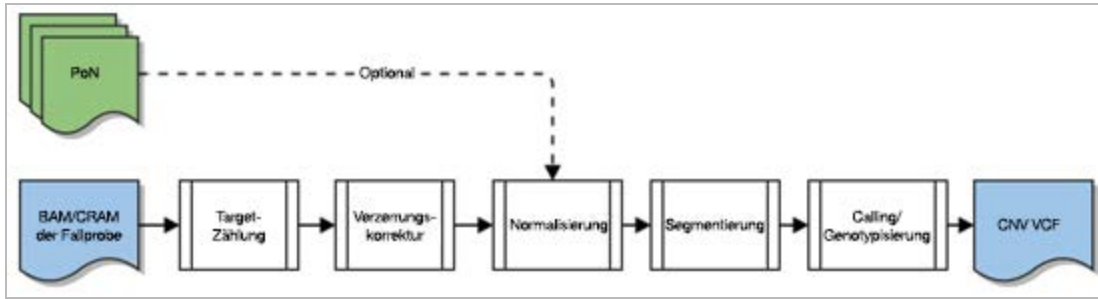 PoN
Optional
BAM/CRAM
der Fallprobe
Target-
Zählung
Verzerrungs-
korrektur
Normalisierung
Segmentierung
Calling/
Genotypisierung
CNV VCF